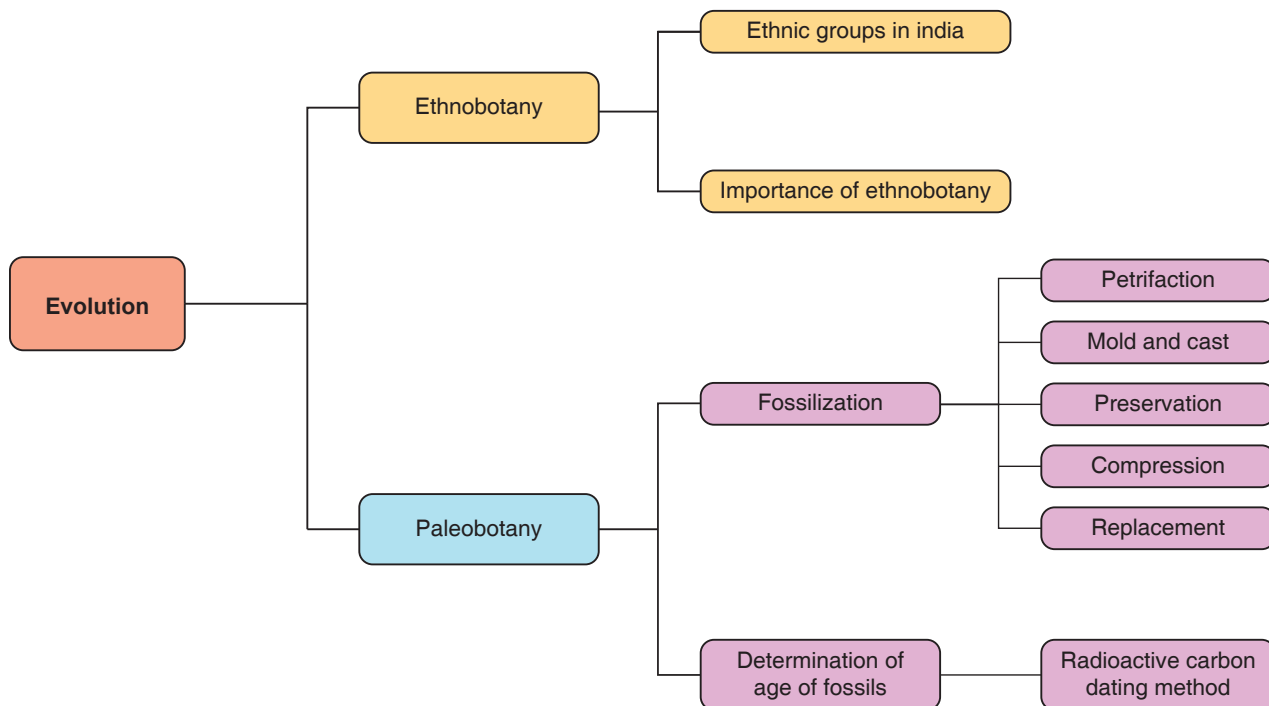 Evolution
Ethnobotany
Ethnic groups in india
Importance of ethnobotany
Paleobotany
Fossilization
Petrifaction
Mold and cast
Preservation
Compression
Replacement
Determination of
age of fossils
Radioactive carbon
dating method